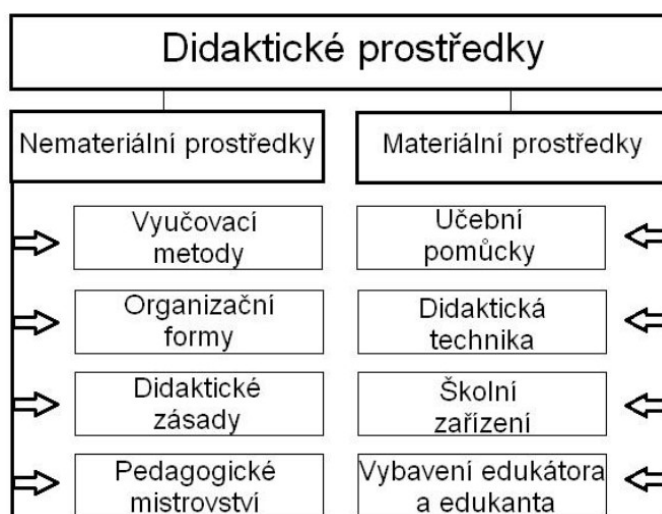 Didaktické prostředky
Nemateriální prostředky
Materiální prostředky
Vyučovací
metody
Učební
pomůcky
Organizační
formy
Didaktická
technika
Didaktické
zásady
Školní
zařízení
Pedagogické
mistrovství
Vybavení edukátora
a edukanta